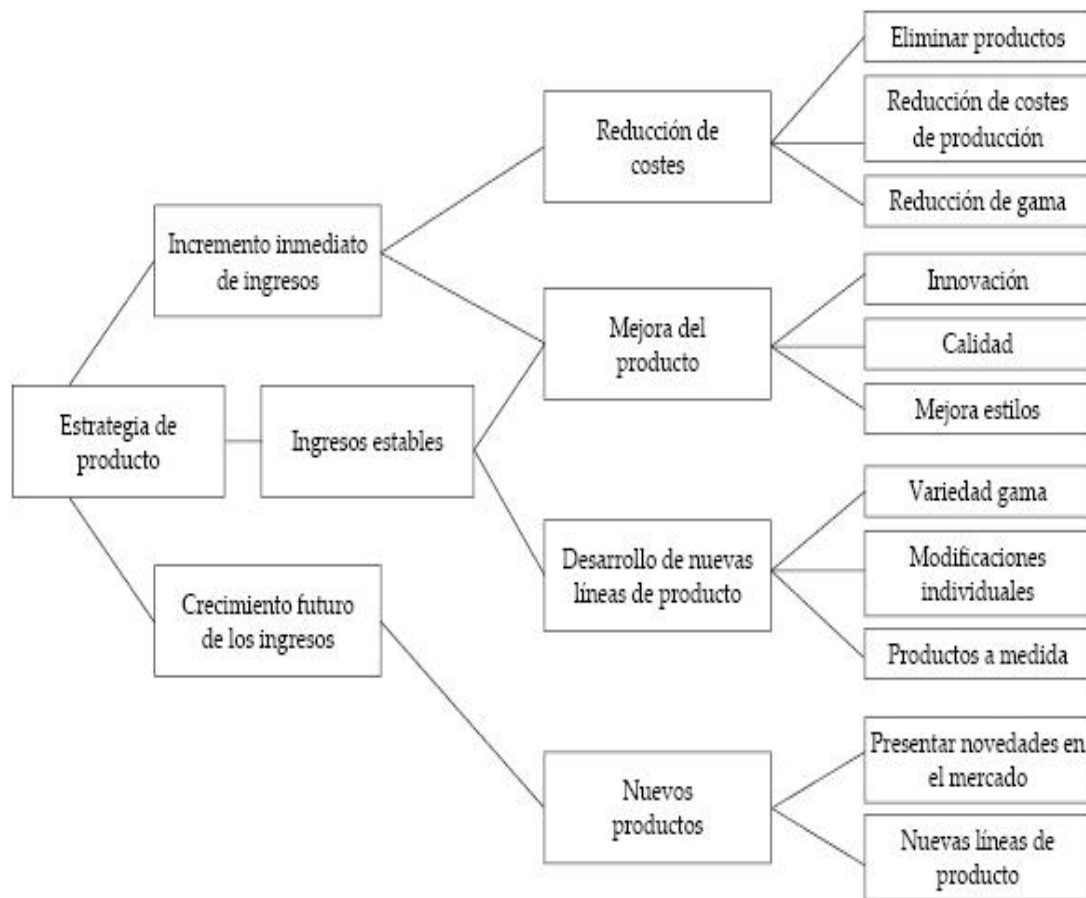 Estrategia de
producto
Incremento inmediato
de ingresos
Ingresos estables
Crecimiento futuro
de los ingresos
Reducción de
costes
Mejora del
producto
Desarrollo de nuevas
líneas de producto
Nuevos
productos
Eliminar productos
Reducción de costes
de producción
Reducción de gama
Innovación
Calidad
Mejora estilos
Variedad gama
Modificaciones
individuales
Productos a medida
Presentar novedades en
el mercado
Nuevas líneas de
producto